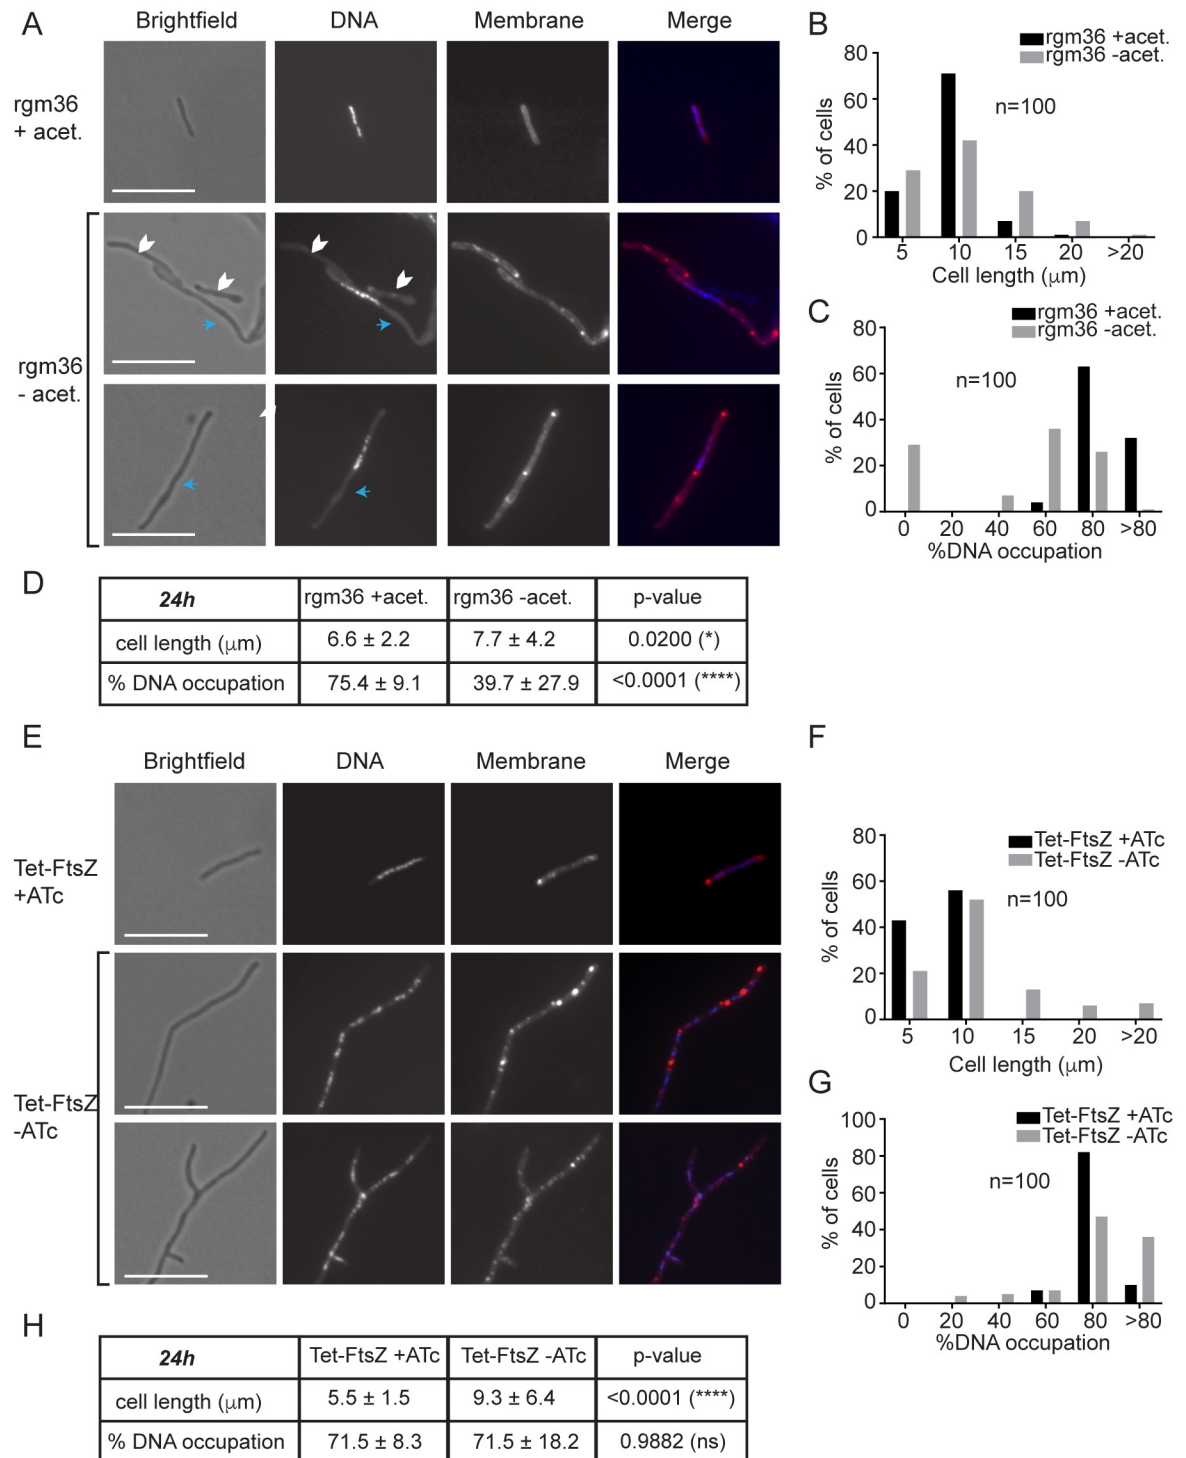 A
Brightfield DNA Membrane Merge
rgm36
+ acet.
rgm36
- acet.
B
rgm36 +acet.
rgm36 -acet.
n=100
% of cells
80
60
40
20
0
5 10 15 20 >20
Cell length (μm)
C
rgm36 +acet.
rgm36 -acet.
n=100
% of cells
80
60
40
20
0
0 20 40 60 80 >80
%DNA occupation
D
24h rgm36 +acet. rgm36 -acet. p-value
cell length (μm) 6.6 ± 2.2 7.7 ± 4.2 0.0200 (*)
% DNA occupation 75.4 ± 9.1 39.7 ± 27.9 <0.0001 (****)
E
Brightfield DNA Membrane Merge
Tet-FtsZ
+ATc
Tet-FtsZ
-ATc
F
Tet-FtsZ +ATc
Tet-FtsZ -ATc
n=100
% of cells
80
60
40
20
0
5 10 15 20 >20
Cell length (μm)
G
Tet-FtsZ +ATc
Tet-FtsZ -ATc
n=100
% of cells
100
80
60
40
20
0
0 20 40 60 80 >80
%DNA occupation
H
24h Tet-FtsZ +ATc Tet-FtsZ -ATc p-value
cell length (μm) 5.5 ± 1.5 9.3 ± 6.4 <0.0001 (****)
% DNA occupation 71.5 ± 8.3 71.5 ± 18.2 0.9882 (ns)